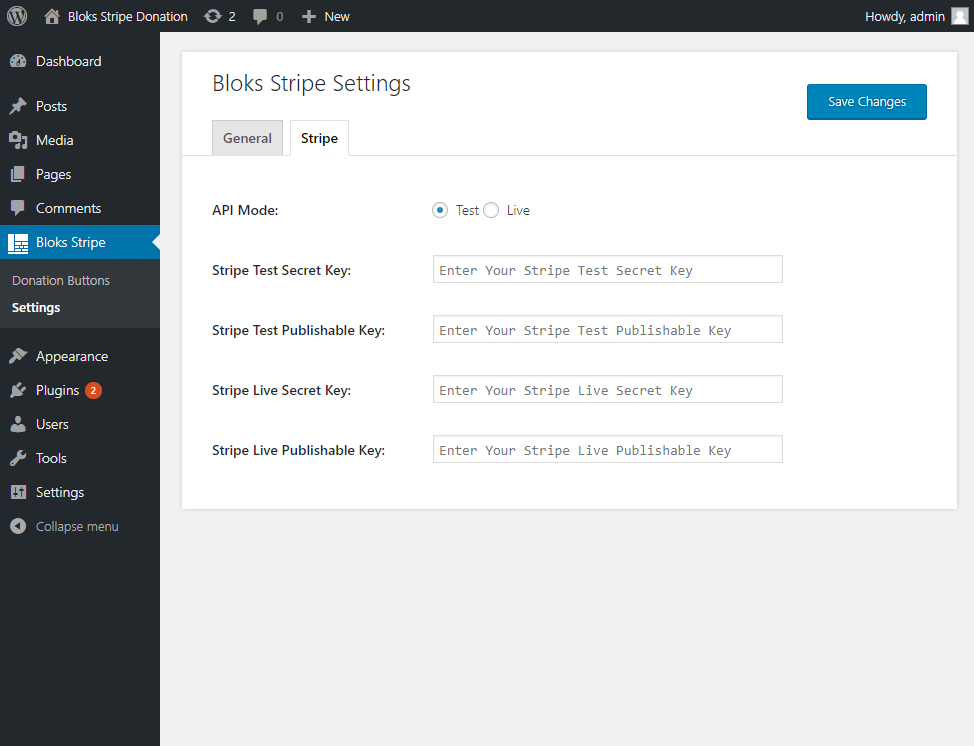 Bloks Stripe Donation 2 0 New Howdy, admin
Dashboard
Posts
Media
Pages
Comments
Bloks Stripe
Donation Buttons
Settings
Appearance
Plugins 2
Users
Tools
Settings
Collapse menu
Bloks Stripe Settings
Save Changes
General Stripe
API Mode: Test Live
Stripe Test Secret Key: Enter Your Stripe Test Secret Key
Stripe Test Publishable Key: Enter Your Stripe Test Publishable Key
Stripe Live Secret Key: Enter Your Stripe Live Secret Key
Stripe Live Publishable Key: Enter Your Stripe Live Publishable Key